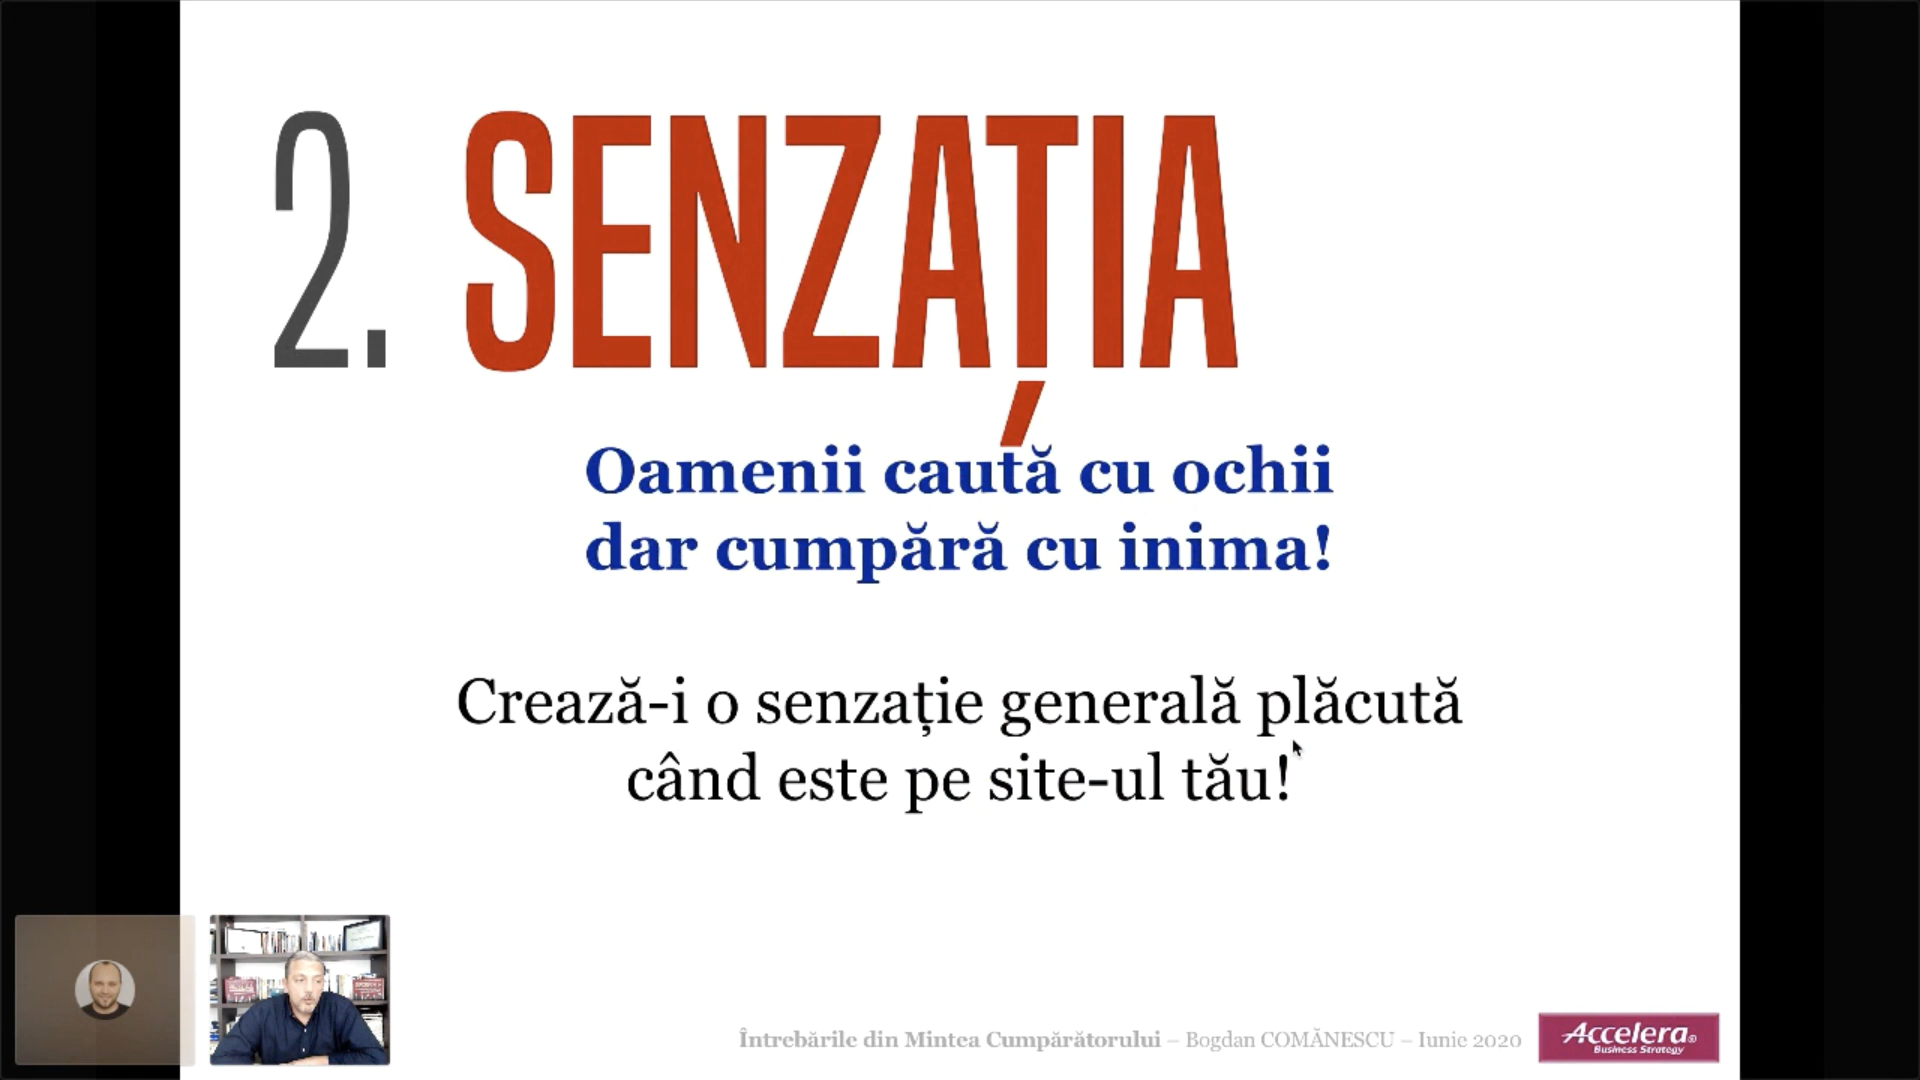 2. SENZAȚIA
Oamenii caută cu ochii
dar cumpără cu inima!
Crează-i o senzație generală plăcută
când este pe site-ul tău!
Întrebările din Mintea Cumpărătorului – Bogdan COMĂNESCU – Iunie 2020
Accelera®
Business Strategy